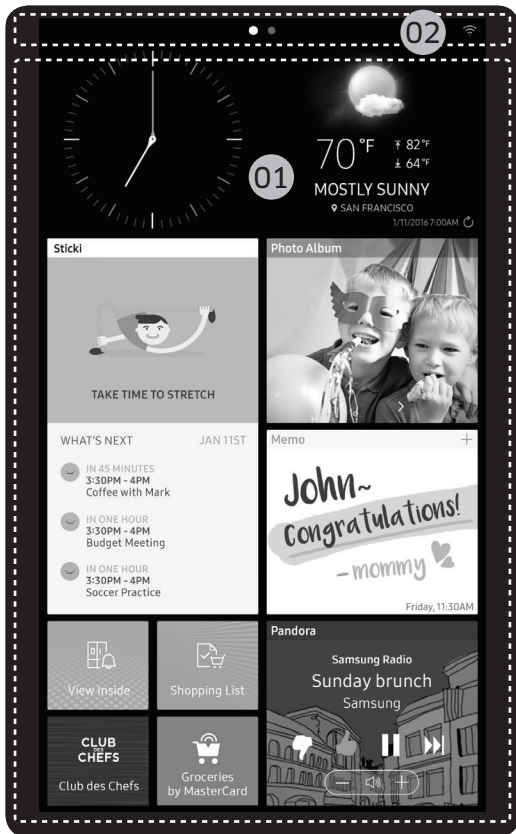 02
70°F
82°F
64°F
01
MOSTLY SUNNY
SAN FRANCISCO
1/11/2016 7:00AM
Sticki
TAKE TIME TO STRETCH
WHAT'S NEXT JAN 11ST
IN 45 MINUTES
3:30PM - 4PM
Coffee with Mark
IN ONE HOUR
3:30PM - 4PM
Budget Meeting
IN ONE HOUR
3:30PM - 4PM
Soccer Practice
Photo Album
Memo
John~
Congratulations!
-mommy
Friday, 11:30AM
View Inside
Shopping List
CLUB
DES
CHEFS
Club des Chefs
Groceries
by MasterCard
Pandora
Samsung Radio
Sunday brunch
Samsung